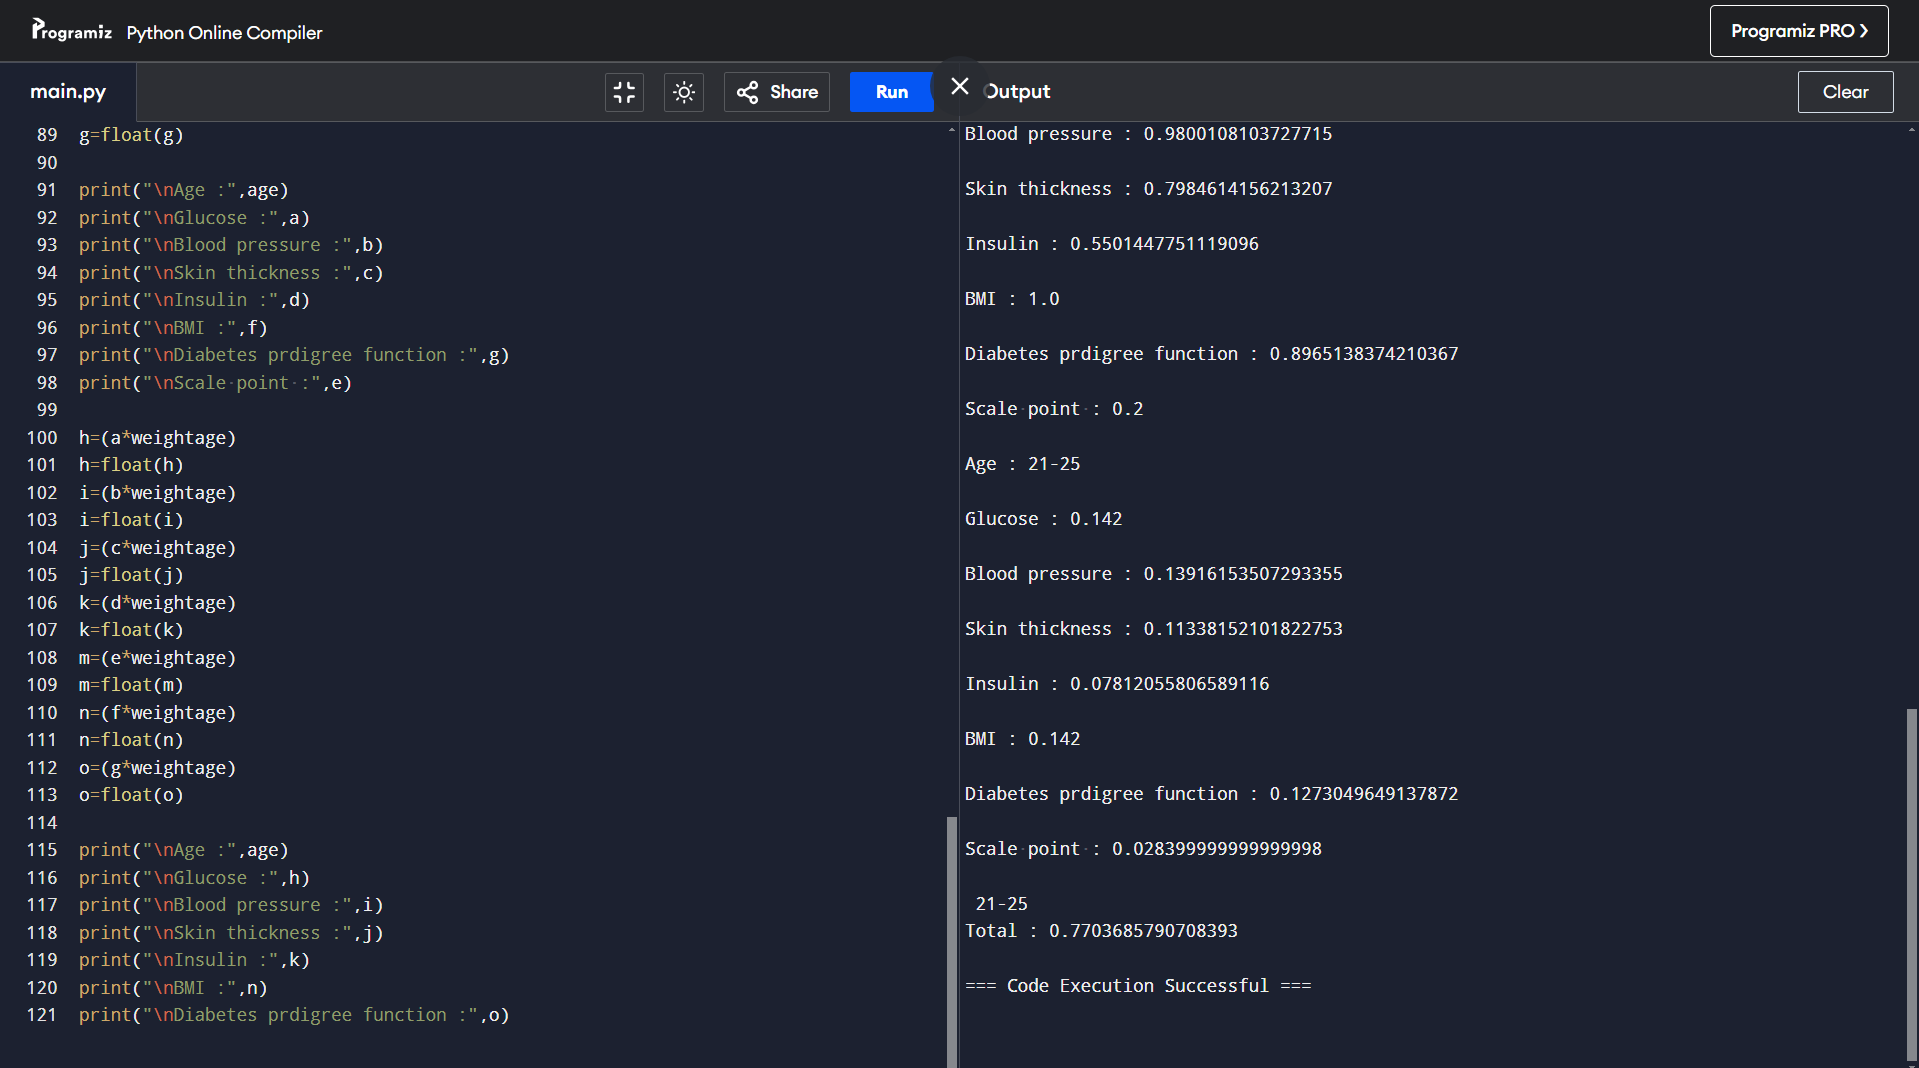 Programiz Python Online Compiler
Programiz PRO ❯
main.py
Share
Run
Output
Clear
89 g=float(g)
90
91 print("\nAge :",age)
92 print("\nGlucose :",a)
93 print("\nBlood pressure :",b)
94 print("\nSkin thickness :",c)
95 print("\nInsulin :",d)
96 print("\nBMI :",f)
97 print("\nDiabetes prdigree function :",g)
98 print("\nScale·point·:",e)
99
100 h=(a*weightage)
101 h=float(h)
102 i=(b*weightage)
103 i=float(i)
104 j=(c*weightage)
105 j=float(j)
106 k=(d*weightage)
107 k=float(k)
108 m=(e*weightage)
109 m=float(m)
110 n=(f*weightage)
111 n=float(n)
112 o=(g*weightage)
113 o=float(o)
114
115 print("\nAge :",age)
116 print("\nGlucose :",h)
117 print("\nBlood pressure :",i)
118 print("\nSkin thickness :",j)
119 print("\nInsulin :",k)
120 print("\nBMI :",n)
121 print("\nDiabetes prdigree function :",o)
Blood pressure : 0.9800108103727715
Skin thickness : 0.7984614156213207
Insulin : 0.5501447751119096
BMI : 1.0
Diabetes prdigree function : 0.8965138374210367
Scale·point·: 0.2
Age : 21-25
Glucose : 0.142
Blood pressure : 0.13916153507293355
Skin thickness : 0.11338152101822753
Insulin : 0.07812055806589116
BMI : 0.142
Diabetes prdigree function : 0.1273049649137872
Scale·point·: 0.028399999999999998
21-25
Total : 0.7703685790708393
=== Code Execution Successful ===